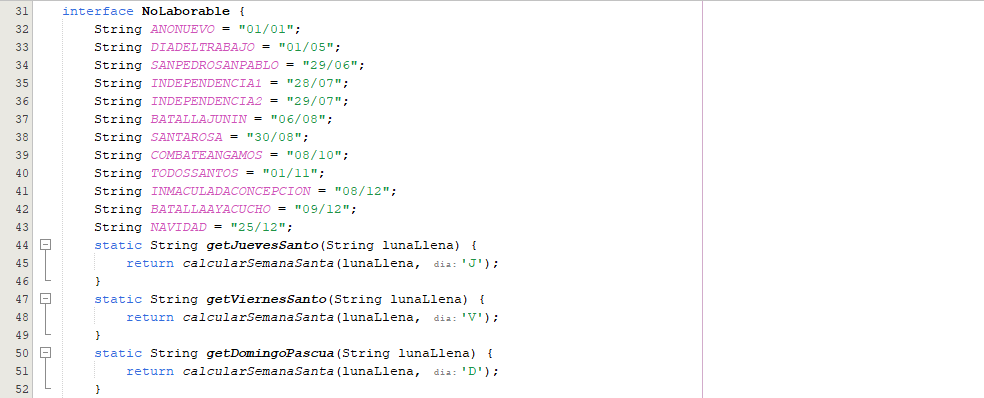 31 interface NoLaborable {
32 String ANONUEVO = "01/01";
33 String DIADELTRABAJO = "01/05";
34 String SANPEDROSANPABLO = "29/06";
35 String INDEPENDENCIA1 = "28/07";
36 String INDEPENDENCIA2 = "29/07";
37 String BATALLAJUNIN = "06/08";
38 String SANTAROSA = "30/08";
39 String COMBATEANGAMOS = "08/10";
40 String TODOSSANTOS = "01/11";
41 String INMACULADACONCEPCION = "08/12";
42 String BATALLAAYACUCHO = "09/12";
43 String NAVIDAD = "25/12";
44 static String getJuevesSanto(String lunaLlena) {
45 return calcularSemanaSanta(lunaLlena, dia: 'J');
46 }
47 static String getViernesSanto(String lunaLlena) {
48 return calcularSemanaSanta(lunaLlena, dia: 'V');
49 }
50 static String getDomingoPascua(String lunaLlena) {
51 return calcularSemanaSanta(lunaLlena, dia: 'D');
52 }